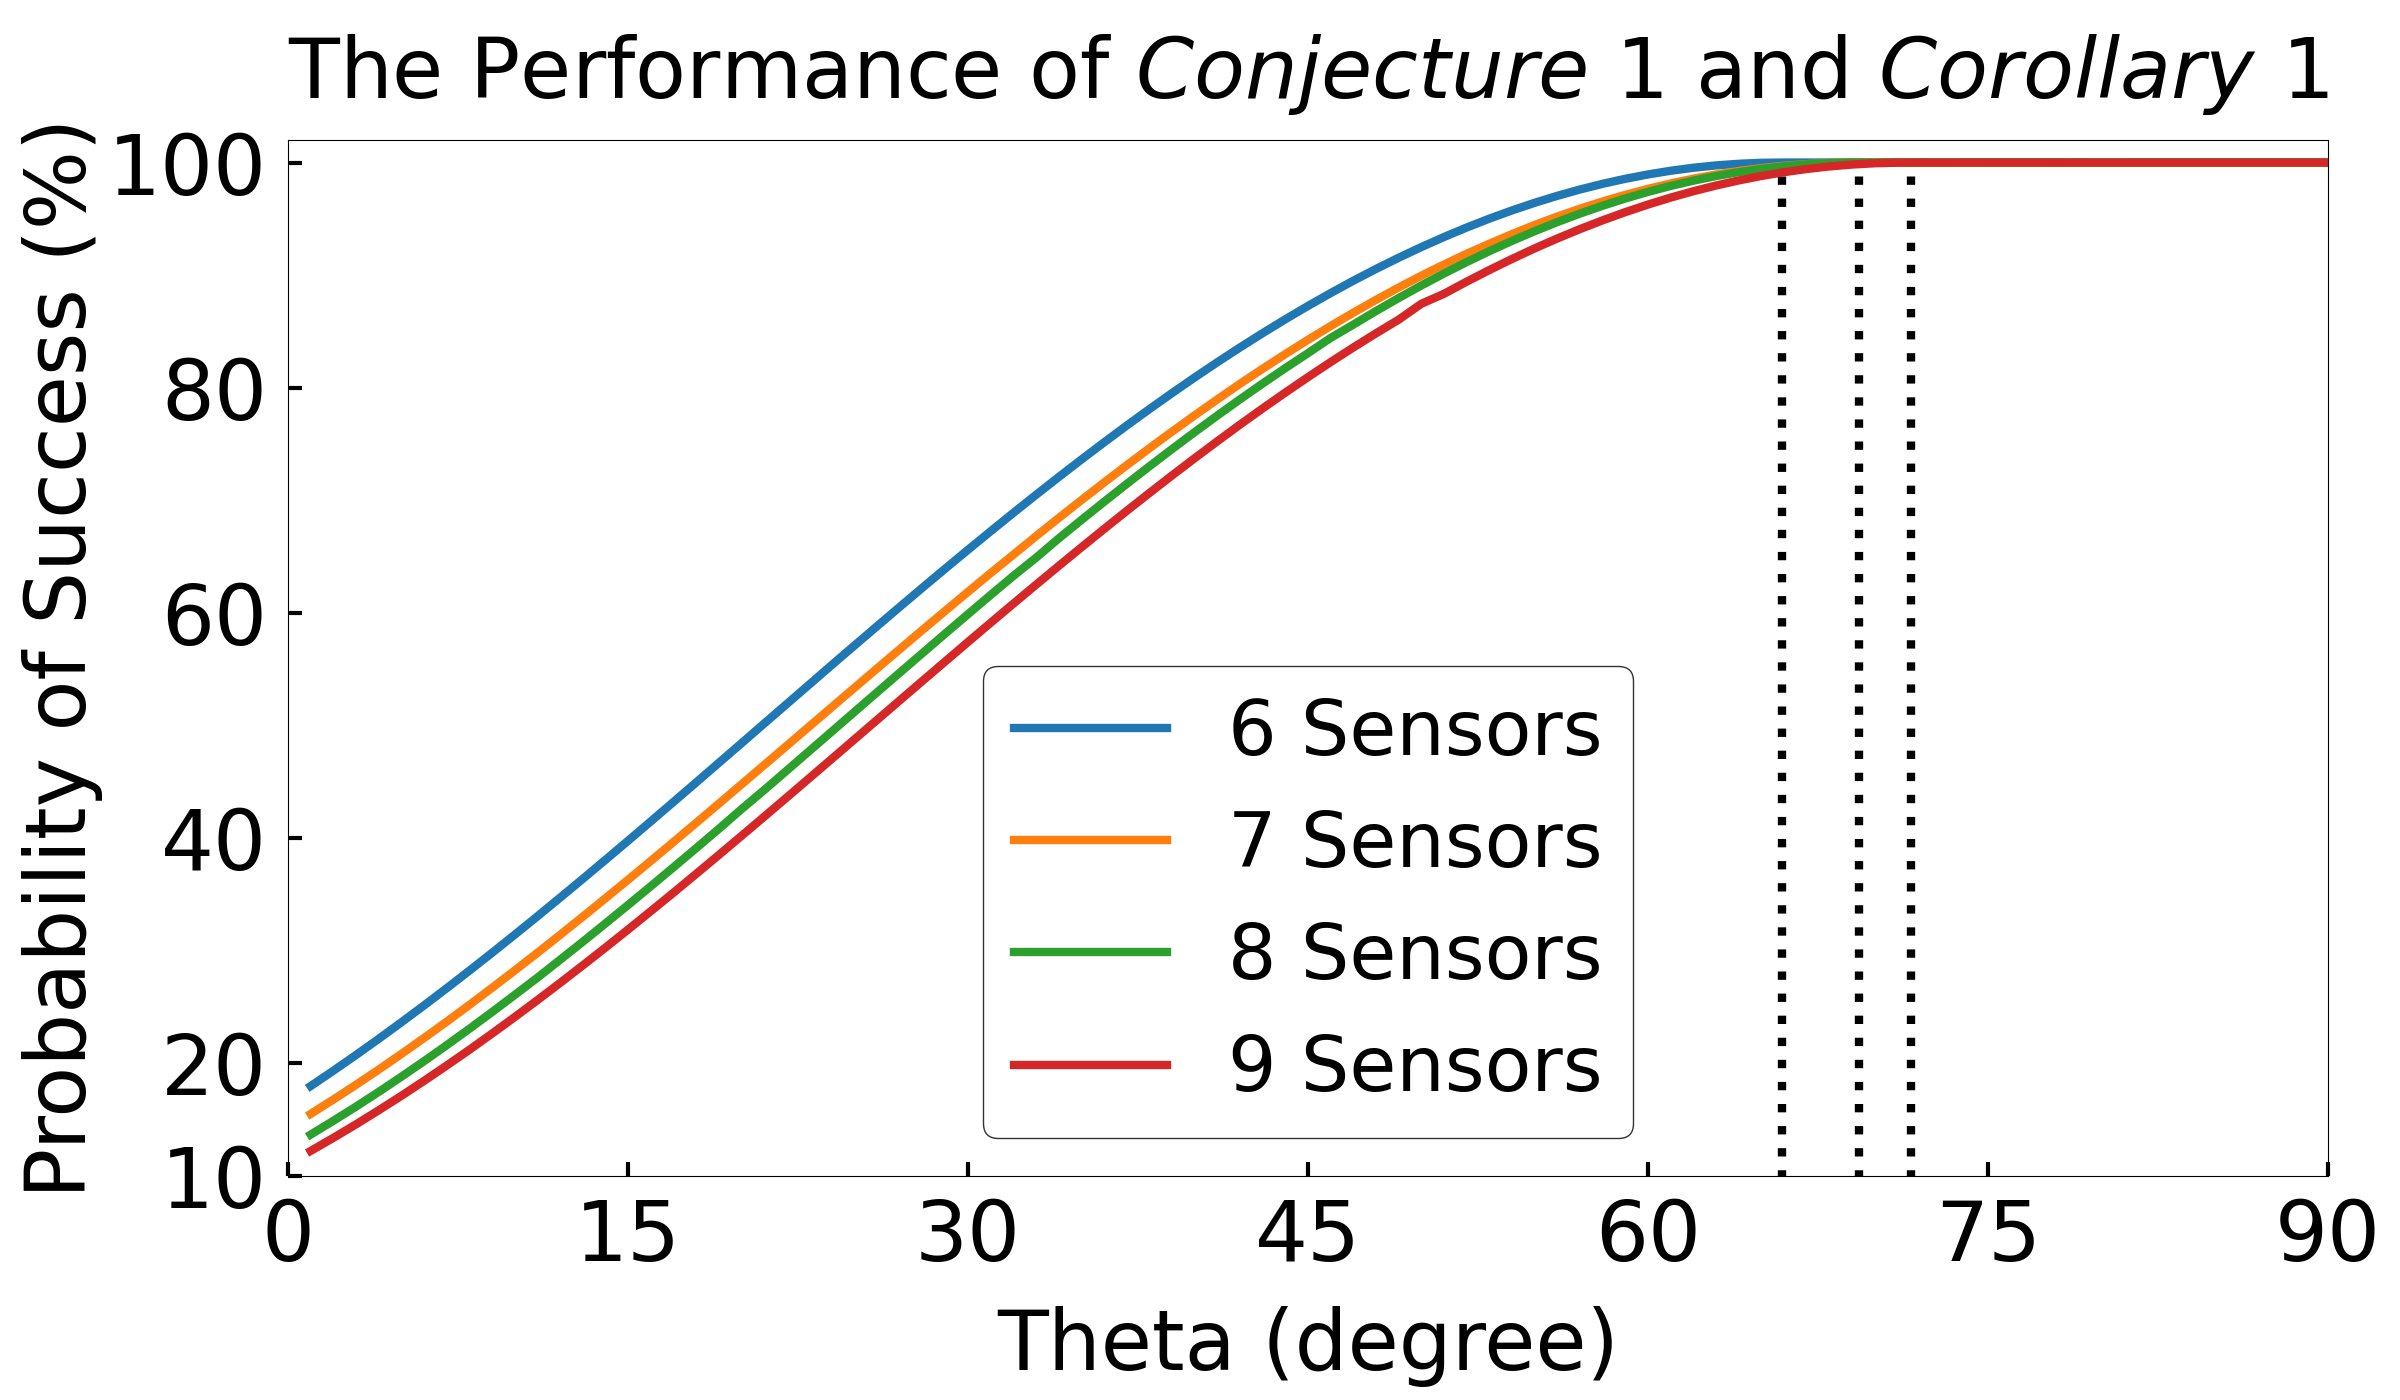 The Performance of Conjecture 1 and Corollary 1
Probability of Success (%)
100
80
60
40
20
10
6 Sensors
7 Sensors
8 Sensors
9 Sensors
0 15 30 45 60 75 90
Theta (degree)